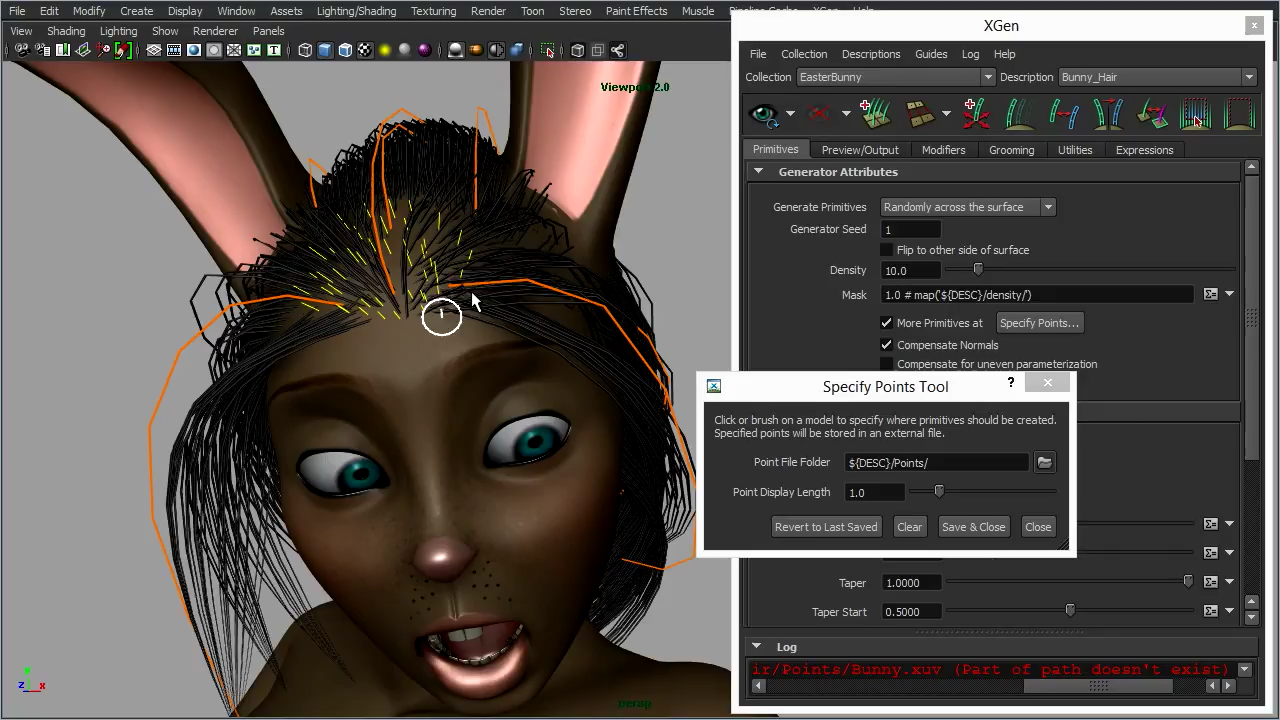 File Edit Modify Create Display Window Assets Lighting/Shading Texturing Render Toon Stereo Paint Effects Muscle
View Shading Lighting Show Renderer Panels
Viewport 2.0
persp
XGen
File Collection Descriptions Guides Log Help
Collection EasterBunny Description Bunny_Hair
Primitives Preview/Output Modifiers Grooming Utilities Expressions
Generator Attributes
Generate Primitives Randomly across the surface
Generator Seed 1
Flip to other side of surface
Density 10.0
Mask 1.0 # map('${DESC}/density/')
More Primitives at Specify Points...
Compensate Normals
Compensate for uneven parameterization
Specify Points Tool ?
Click or brush on a model to specify where primitives should be created.
Specified points will be stored in an external file.
Point File Folder ${DESC}/Points/
Point Display Length 1.0
Revert to Last Saved Clear Save & Close Close
Taper 1.0000
Taper Start 0.5000
Log
ir/Points/Bunny.xuv (Part of path doesn't exist)